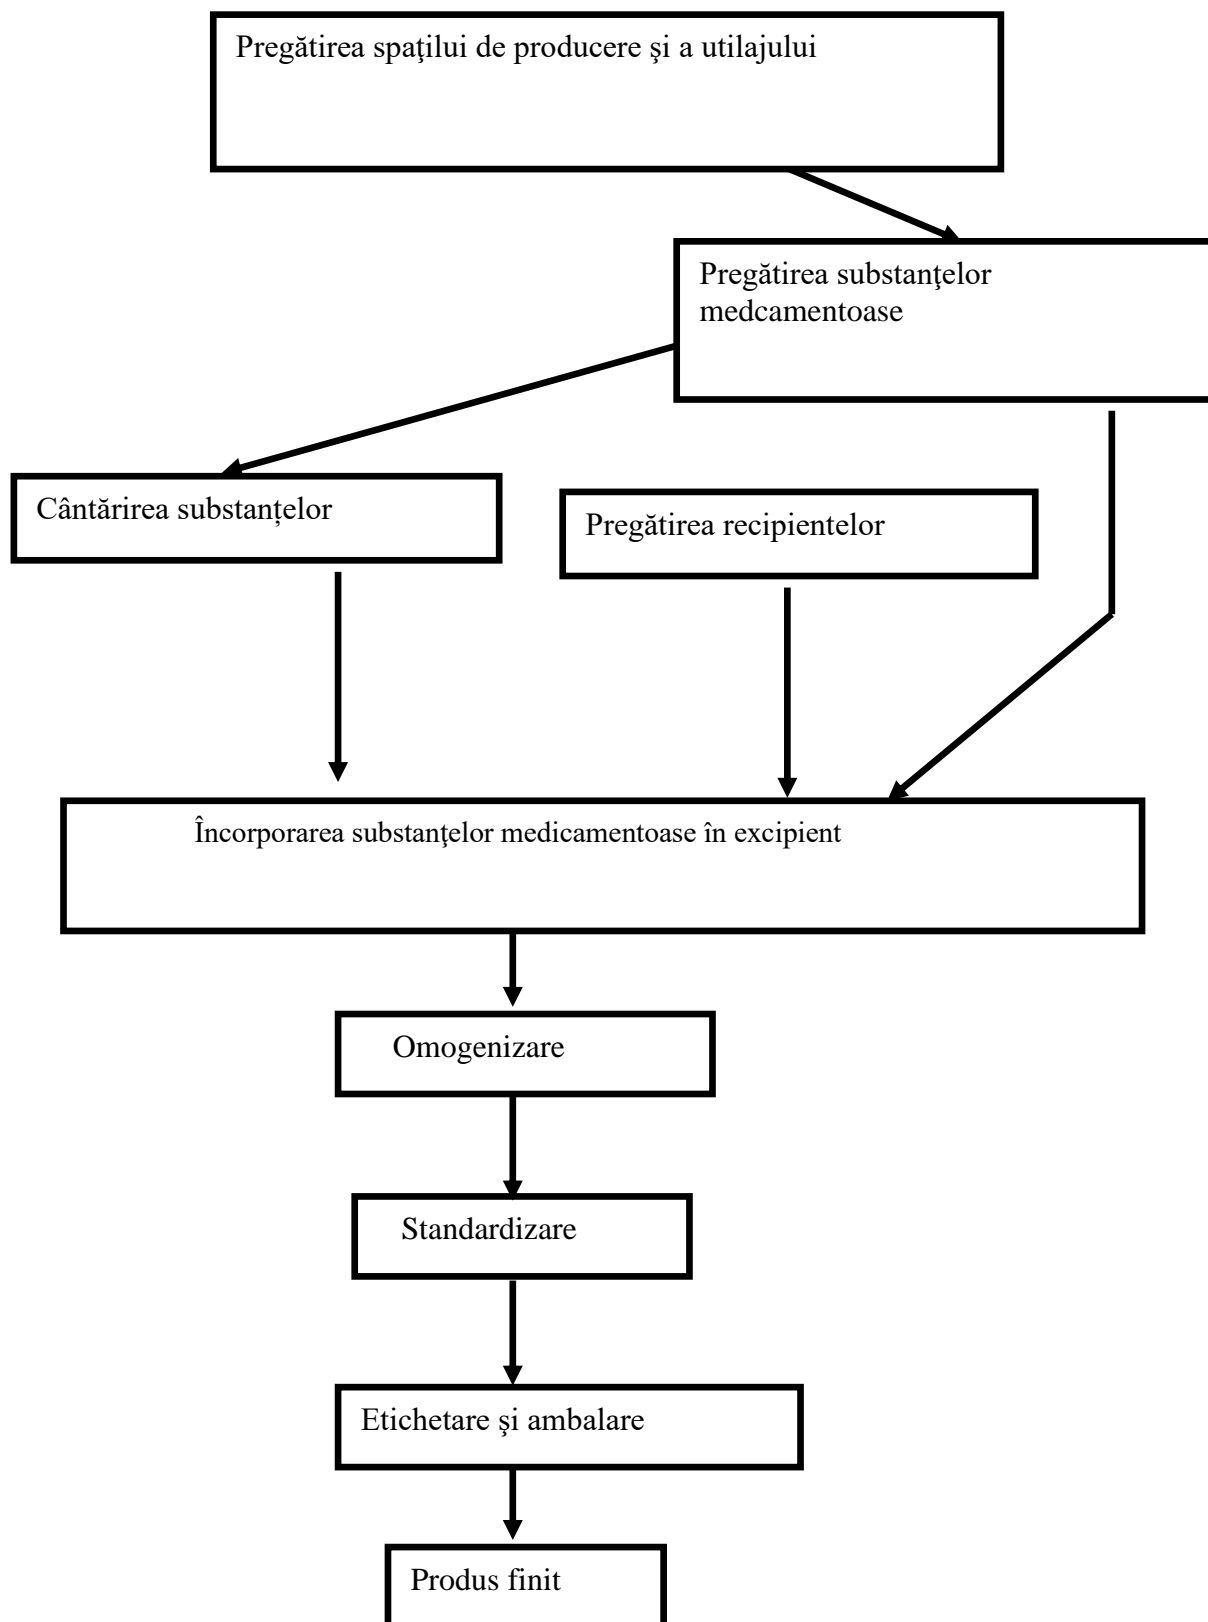 Pregătirea spaţilui de producere şi a utilajului
Pregătirea substanţelor
medcamentoase
Cântărirea substanțelor
Pregătirea recipientelor
Încorporarea substanţelor medicamentoase în excipient
Omogenizare
Standardizare
Etichetare şi ambalare
Produs finit